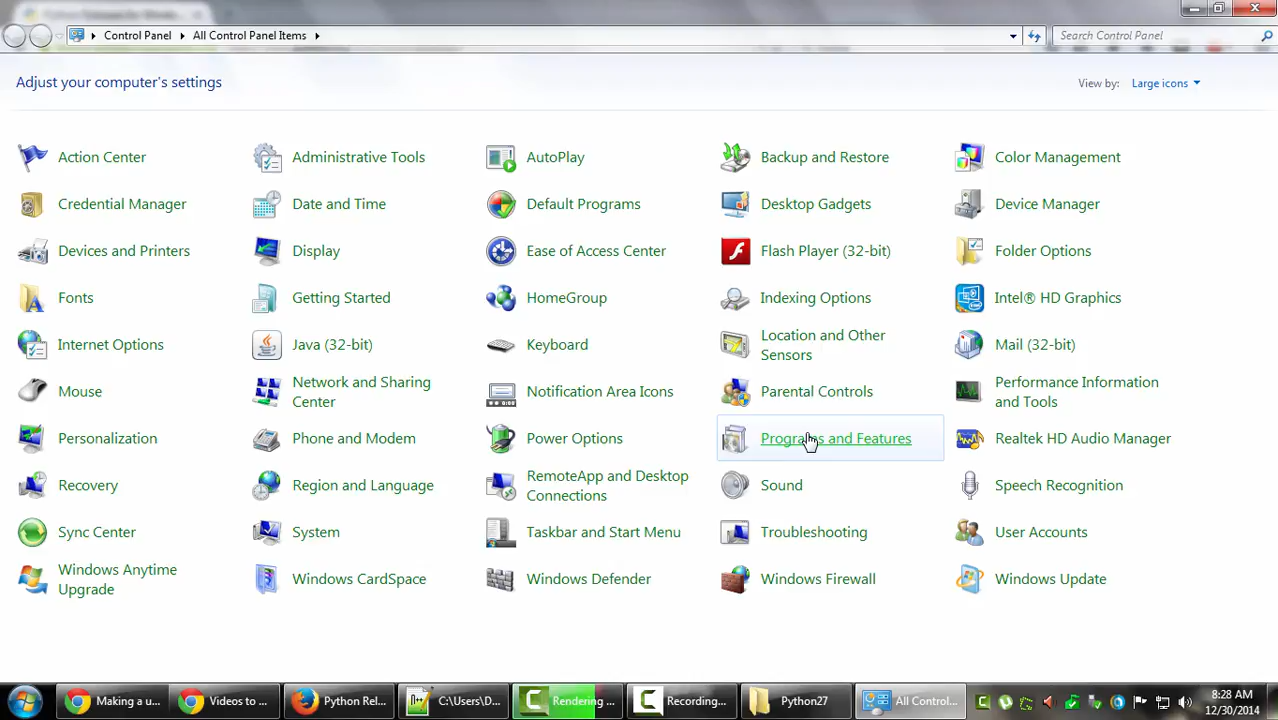 Control Panel
All Control Panel Items
Search Control Panel
Adjust your computer's settings
View by:
Large icons
Action Center
Administrative Tools
AutoPlay
Backup and Restore
Color Management
Credential Manager
Date and Time
Default Programs
Desktop Gadgets
Device Manager
Devices and Printers
Display
Ease of Access Center
Flash Player (32-bit)
Folder Options
Fonts
Getting Started
HomeGroup
Indexing Options
Intel® HD Graphics
Internet Options
Java (32-bit)
Keyboard
Location and Other
Sensors
Mail (32-bit)
Mouse
Network and Sharing
Center
Notification Area Icons
Parental Controls
Performance Information
and Tools
Personalization
Phone and Modem
Power Options
Programs and Features
Realtek HD Audio Manager
Recovery
Region and Language
RemoteApp and Desktop
Connections
Sound
Speech Recognition
Sync Center
System
Taskbar and Start Menu
Troubleshooting
User Accounts
Windows Anytime
Upgrade
Windows CardSpace
Windows Defender
Windows Firewall
Windows Update
Making a u...
Videos to ...
Python Rel...
C:\Users\D...
Rendering ...
Recording...
Python27
All Control...
8:28 AM
12/30/2014